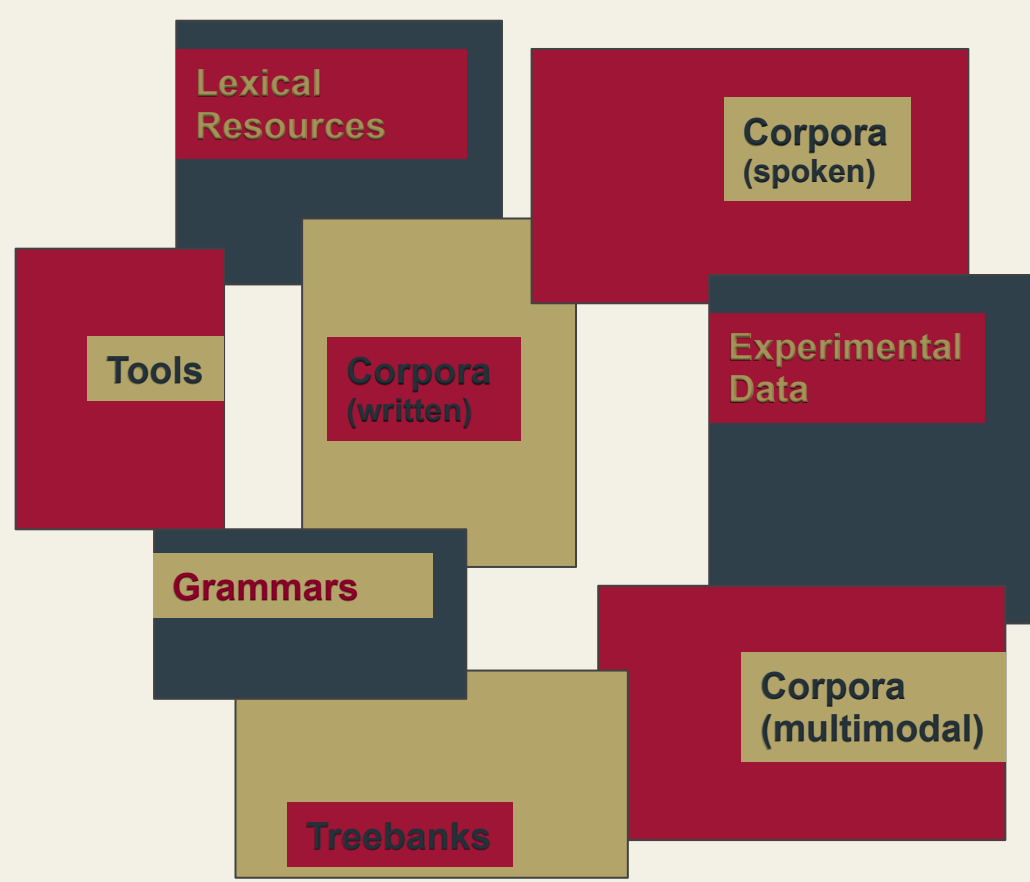 Lexical
Resources
Corpora
(spoken)
Tools
Corpora
(written)
Experimental
Data
Grammars
Corpora
(multimodal)
Treebanks